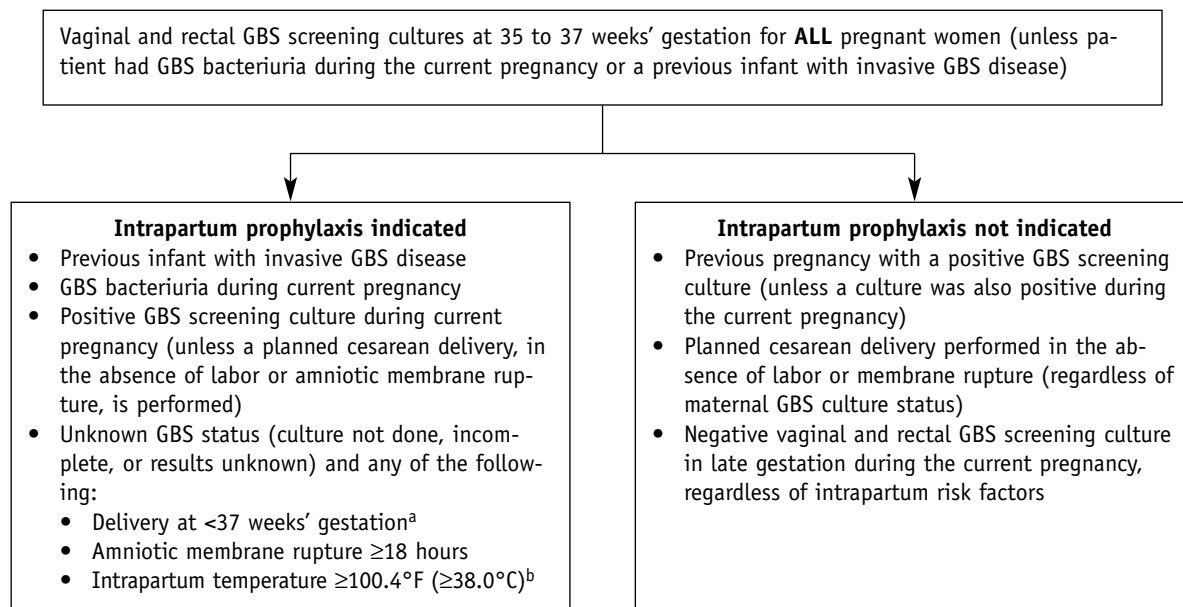 Vaginal and rectal GBS screening cultures at 35 to 37 weeks' gestation for ALL pregnant women (unless pa-
tient had GBS bacteriuria during the current pregnancy or a previous infant with invasive GBS disease)
Intrapartum prophylaxis indicated
• Previous infant with invasive GBS disease
• GBS bacteriuria during current pregnancy
• Positive GBS screening culture during current
pregnancy (unless a planned cesarean delivery, in
the absence of labor or amniotic membrane rup-
ture, is performed)
• Unknown GBS status (culture not done, incom-
plete, or results unknown) and any of the follow-
ing:
• Delivery at <37 weeks' gestationᵃ
• Amniotic membrane rupture ≥18 hours
• Intrapartum temperature ≥100.4°F (≥38.0°C)ᵇ
Intrapartum prophylaxis not indicated
• Previous pregnancy with a positive GBS screening
culture (unless a culture was also positive during
the current pregnancy)
• Planned cesarean delivery performed in the ab-
sence of labor or membrane rupture (regardless of
maternal GBS culture status)
• Negative vaginal and rectal GBS screening culture
in late gestation during the current pregnancy,
regardless of intrapartum risk factors